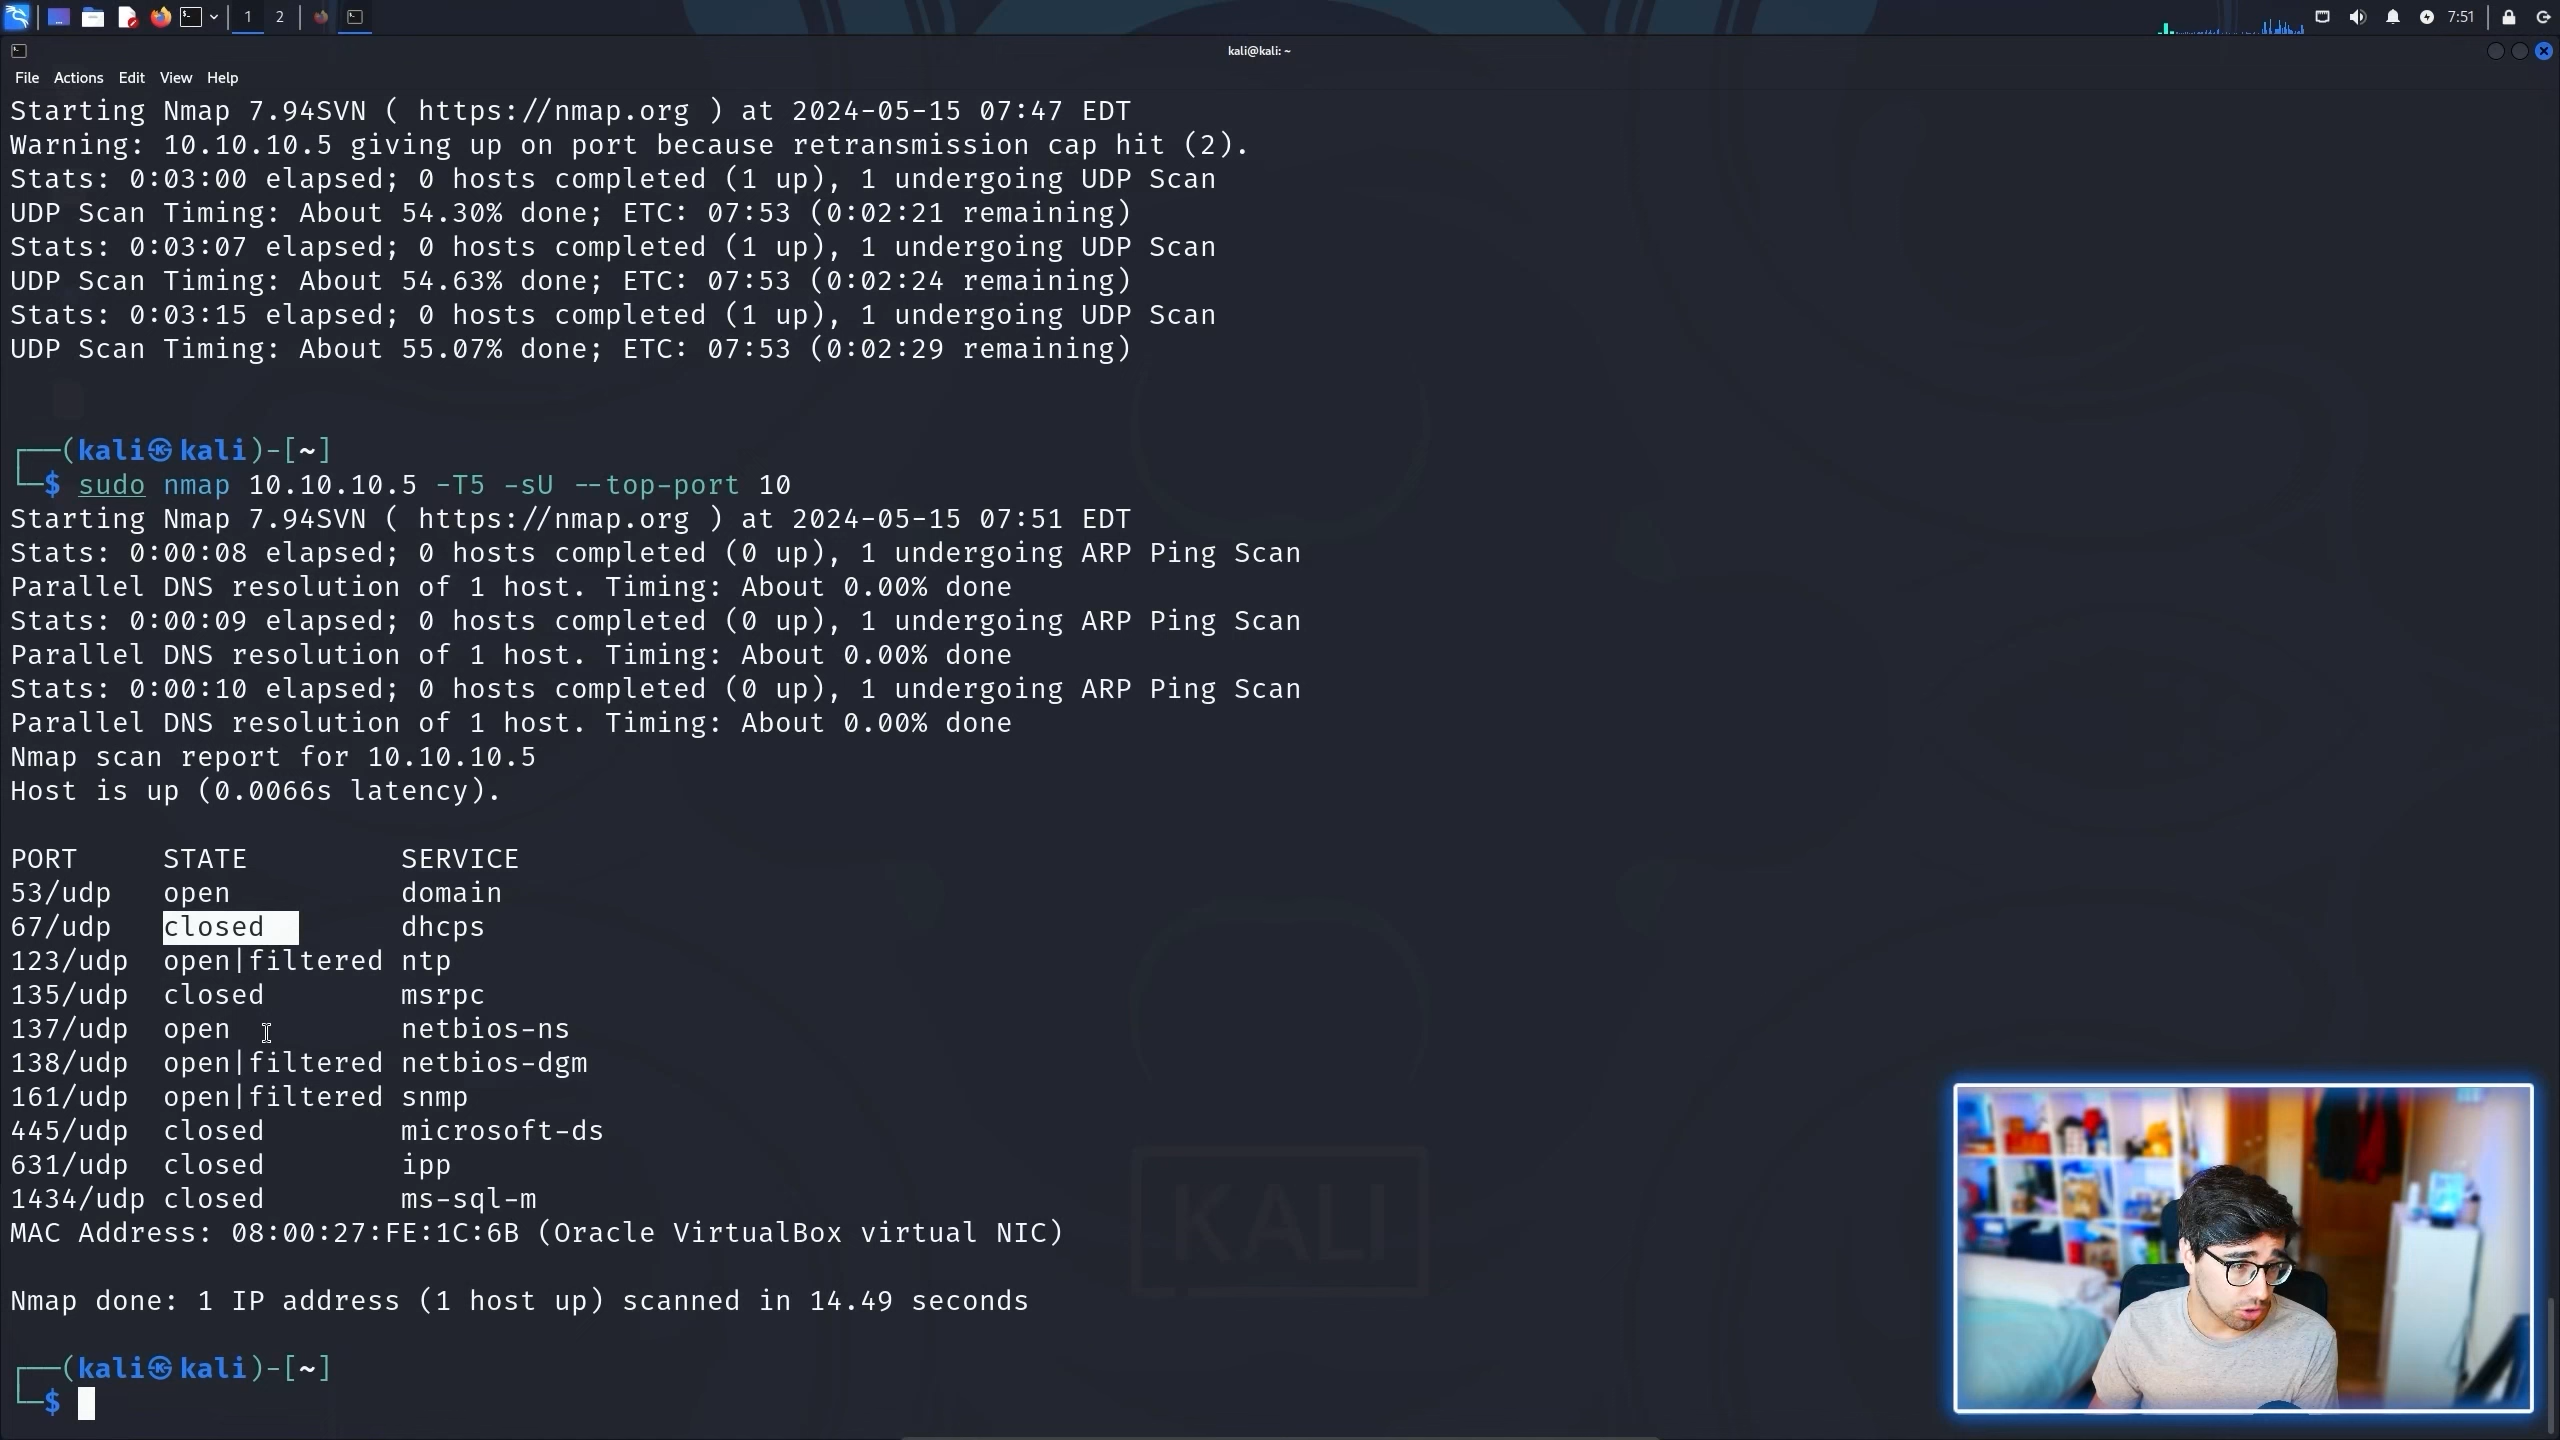 1 2 7:51
kali@kali: ~
File Actions Edit View Help
Starting Nmap 7.94SVN ( https://nmap.org ) at 2024-05-15 07:47 EDT
Warning: 10.10.10.5 giving up on port because retransmission cap hit (2).
Stats: 0:03:00 elapsed; 0 hosts completed (1 up), 1 undergoing UDP Scan
UDP Scan Timing: About 54.30% done; ETC: 07:53 (0:02:21 remaining)
Stats: 0:03:07 elapsed; 0 hosts completed (1 up), 1 undergoing UDP Scan
UDP Scan Timing: About 54.63% done; ETC: 07:53 (0:02:24 remaining)
Stats: 0:03:15 elapsed; 0 hosts completed (1 up), 1 undergoing UDP Scan
UDP Scan Timing: About 55.07% done; ETC: 07:53 (0:02:29 remaining)
┌──(kali㉿kali)-[~]
└─$ sudo nmap 10.10.10.5 -T5 -sU --top-port 10
Starting Nmap 7.94SVN ( https://nmap.org ) at 2024-05-15 07:51 EDT
Stats: 0:00:08 elapsed; 0 hosts completed (0 up), 1 undergoing ARP Ping Scan
Parallel DNS resolution of 1 host. Timing: About 0.00% done
Stats: 0:00:09 elapsed; 0 hosts completed (0 up), 1 undergoing ARP Ping Scan
Parallel DNS resolution of 1 host. Timing: About 0.00% done
Stats: 0:00:10 elapsed; 0 hosts completed (0 up), 1 undergoing ARP Ping Scan
Parallel DNS resolution of 1 host. Timing: About 0.00% done
Nmap scan report for 10.10.10.5
Host is up (0.0066s latency).
PORT STATE SERVICE
53/udp open domain
67/udp closed dhcps
123/udp open|filtered ntp
135/udp closed msrpc
137/udp open netbios-ns
138/udp open|filtered netbios-dgm
161/udp open|filtered snmp
445/udp closed microsoft-ds
631/udp closed ipp
1434/udp closed ms-sql-m
MAC Address: 08:00:27:FE:1C:6B (Oracle VirtualBox virtual NIC)
KALI
Nmap done: 1 IP address (1 host up) scanned in 14.49 seconds
┌──(kali㉿kali)-[~]
└─$